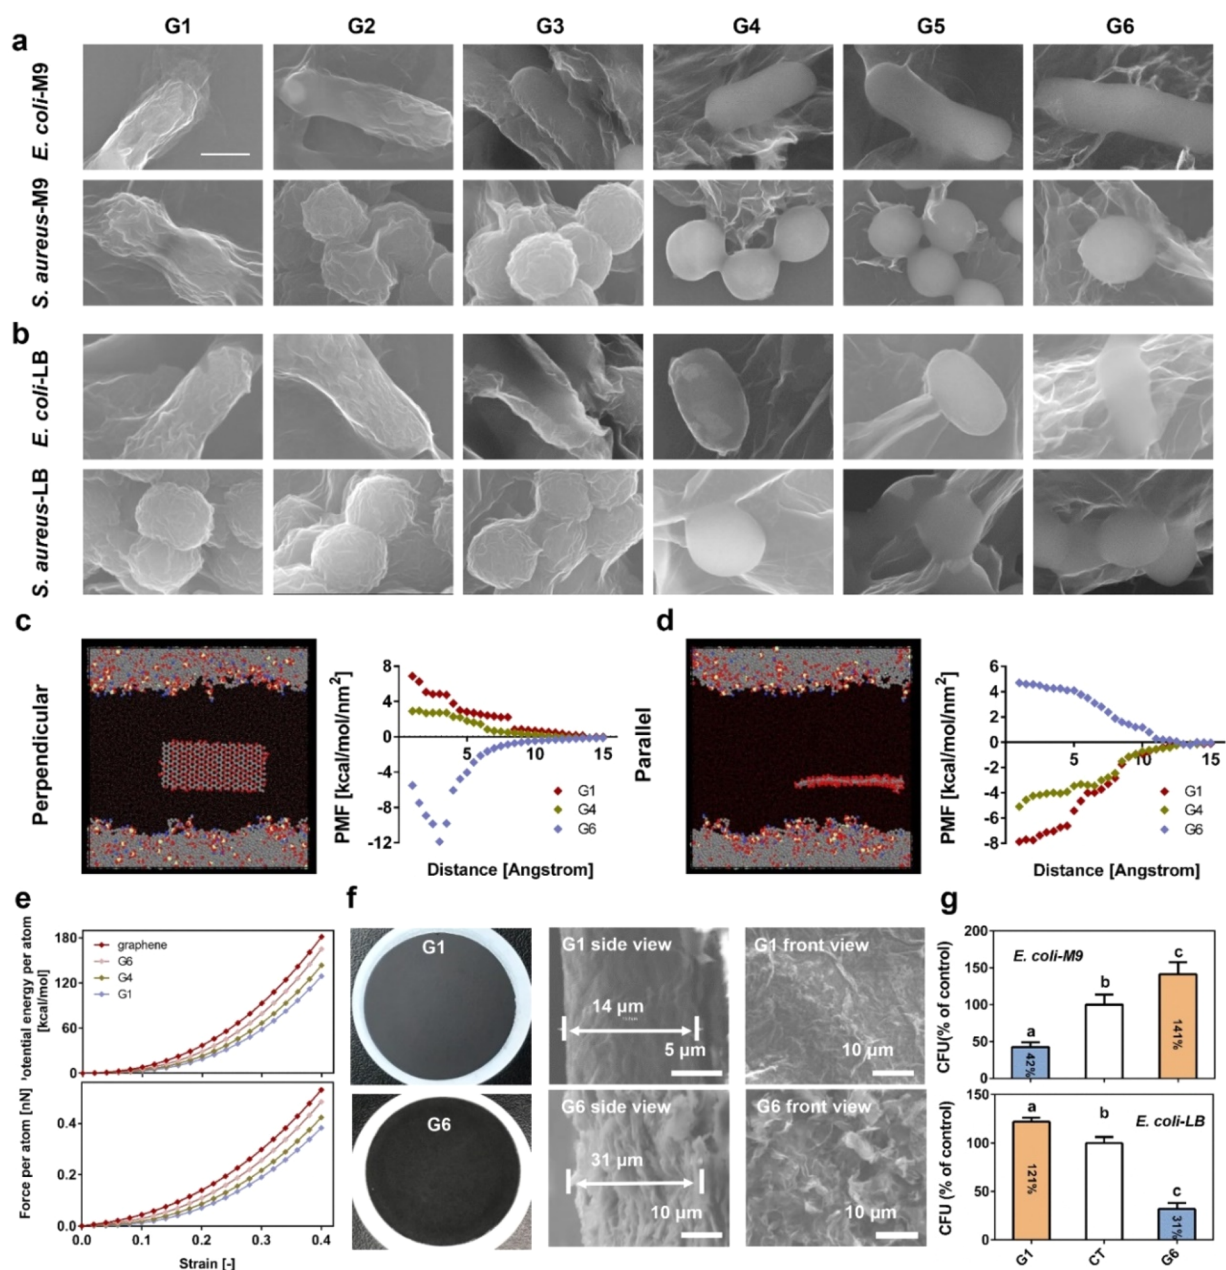 G1 G2 G3 G4 G5 G6
a
E. coli-M9
S. aureus-M9
b
E. coli-LB
S. aureus-LB
c
Perpendicular
8
4
0
-4
-8
-12
5 10 15
PMF [kcal/mol/nm2]
Distance [Angstrom]
G1
G4
G6
d
Parallel
6
4
2
0
-2
-4
-6
-8
5 10 15
PMF [kcal/mol/nm2]
Distance [Angstrom]
G1
G4
G6
e
otential energy per atom
[kcal/mol]
180
120
60
0
graphene
G6
G4
G1
Force per atom [nN]
0.4
0.2
0.0
0.0 0.1 0.2 0.3 0.4
Strain [-]
f
G1
G1 side view
14 µm
5 µm
G1 front view
10 µm
G6
G6 side view
31 µm
10 µm
G6 front view
10 µm
g
CFU(% of control)
200
150
100
50
0
E. coli-M9
a
b
c
42%
141%
CFU (% of control)
150
100
50
0
E. coli-LB
a
b
c
121%
31%
G1 CT G6